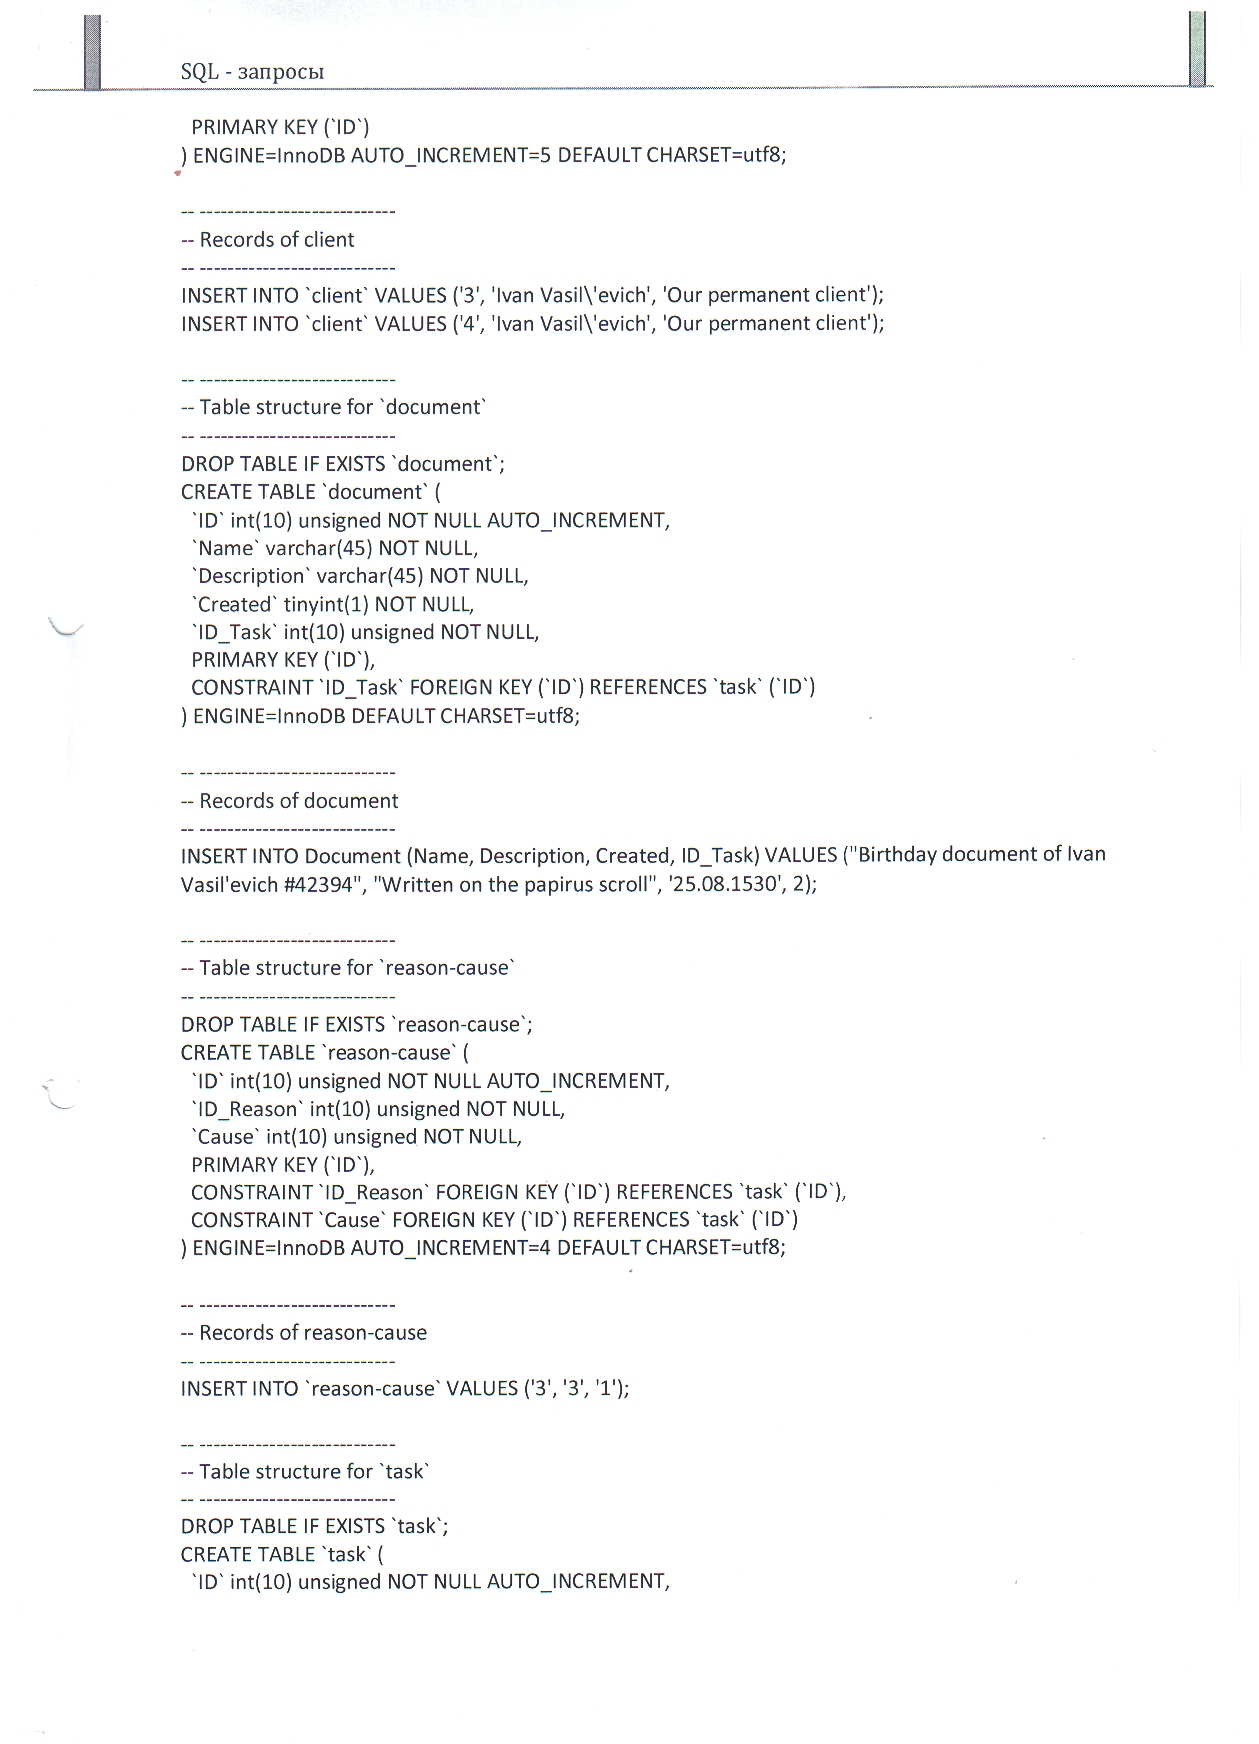 SQL - запросы
PRIMARY KEY (`ID`)
) ENGINE=InnoDB AUTO_INCREMENT=5 DEFAULT CHARSET=utf8;
-- ----------------------------
-- Records of client
-- ----------------------------
INSERT INTO `client` VALUES ('3', 'Ivan Vasil\'evich', 'Our permanent client');
INSERT INTO `client` VALUES ('4', 'Ivan Vasil\'evich', 'Our permanent client');
-- ----------------------------
-- Table structure for `document`
-- ----------------------------
DROP TABLE IF EXISTS `document`;
CREATE TABLE `document` (
`ID` int(10) unsigned NOT NULL AUTO_INCREMENT,
`Name` varchar(45) NOT NULL,
`Description` varchar(45) NOT NULL,
`Created` tinyint(1) NOT NULL,
`ID_Task` int(10) unsigned NOT NULL,
PRIMARY KEY (`ID`),
CONSTRAINT `ID_Task` FOREIGN KEY (`ID`) REFERENCES `task` (`ID`)
) ENGINE=InnoDB DEFAULT CHARSET=utf8;
-- ----------------------------
-- Records of document
-- ----------------------------
INSERT INTO Document (Name, Description, Created, ID_Task) VALUES ("Birthday document of Ivan
Vasil'evich #42394", "Written on the papirus scroll", '25.08.1530', 2);
-- ----------------------------
-- Table structure for `reason-cause`
-- ----------------------------
DROP TABLE IF EXISTS `reason-cause`;
CREATE TABLE `reason-cause` (
`ID` int(10) unsigned NOT NULL AUTO_INCREMENT,
`ID_Reason` int(10) unsigned NOT NULL,
`Cause` int(10) unsigned NOT NULL,
PRIMARY KEY (`ID`),
CONSTRAINT `ID_Reason` FOREIGN KEY (`ID`) REFERENCES `task` (`ID`),
CONSTRAINT `Cause` FOREIGN KEY (`ID`) REFERENCES `task` (`ID`)
) ENGINE=InnoDB AUTO_INCREMENT=4 DEFAULT CHARSET=utf8;
-- ----------------------------
-- Records of reason-cause
-- ----------------------------
INSERT INTO `reason-cause` VALUES ('3', '3', '1');
-- ----------------------------
-- Table structure for `task`
-- ----------------------------
DROP TABLE IF EXISTS `task`;
CREATE TABLE `task` (
`ID` int(10) unsigned NOT NULL AUTO_INCREMENT,